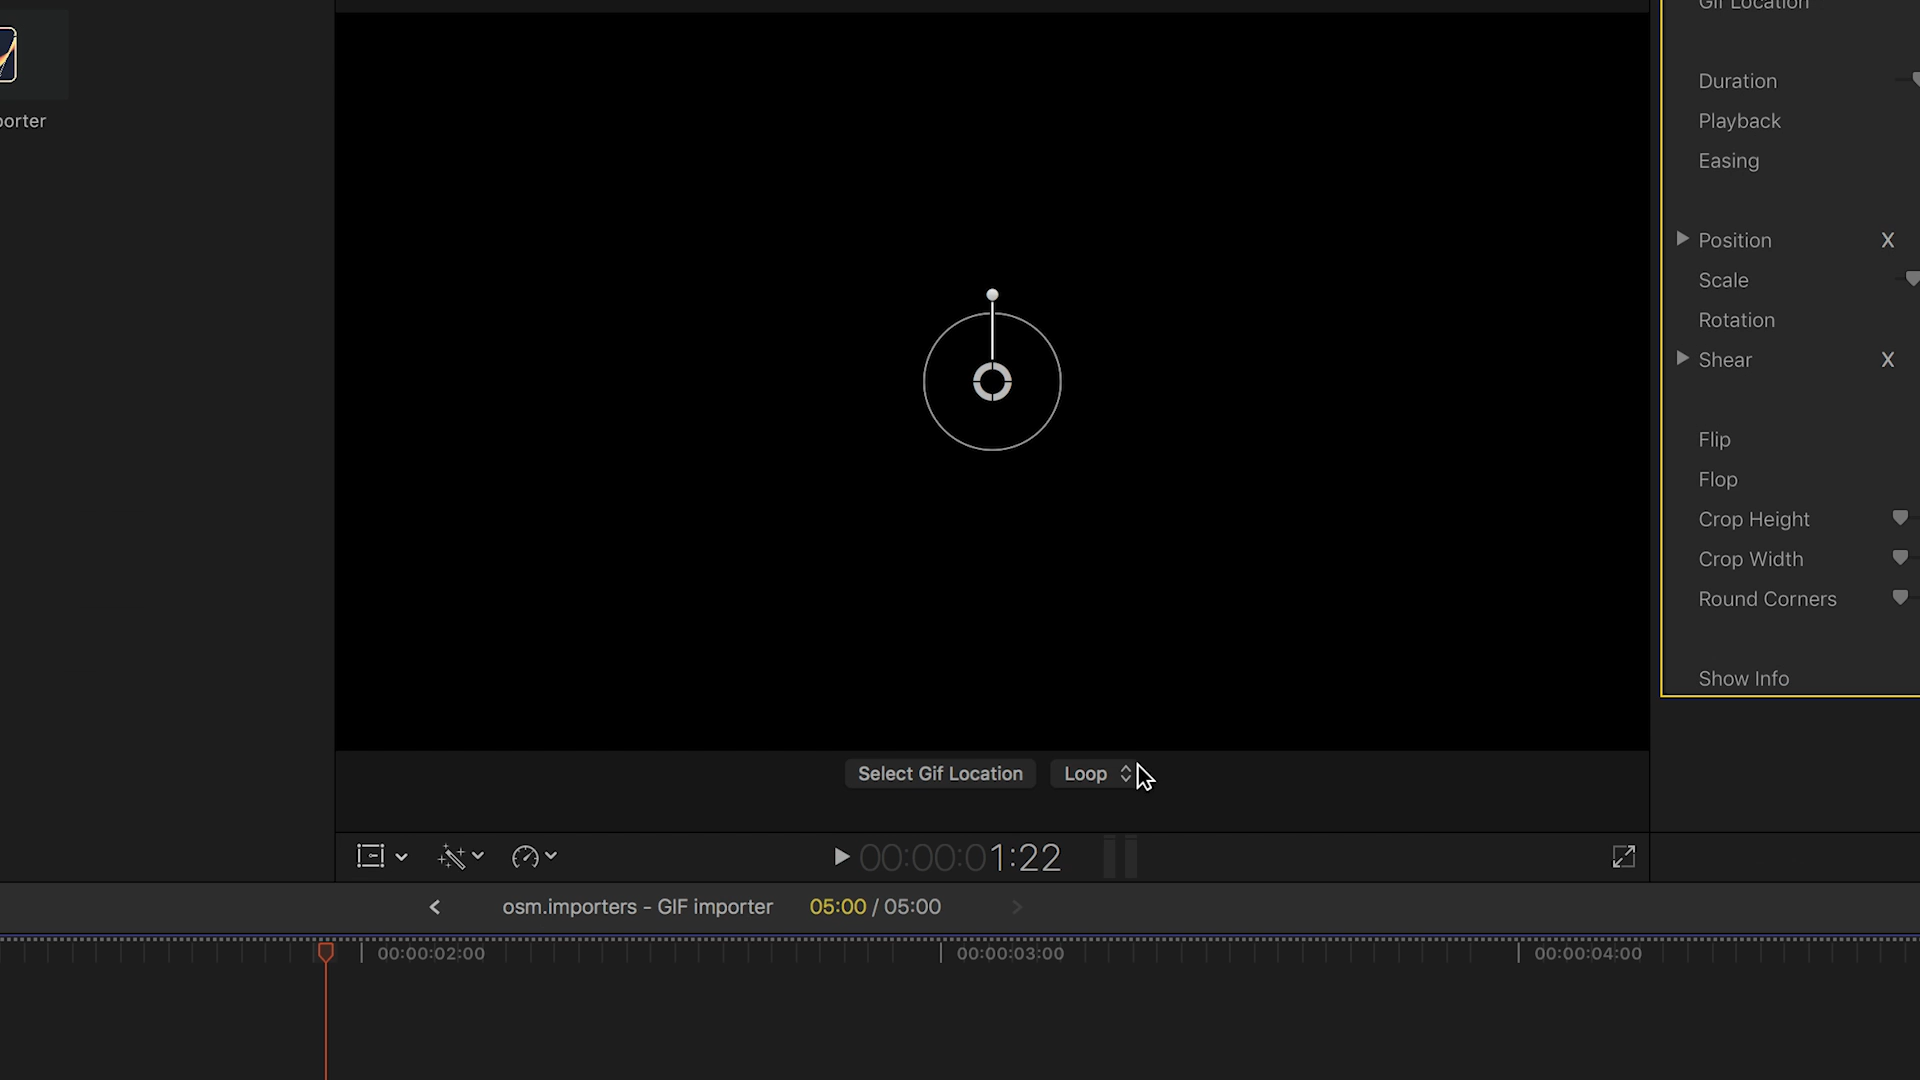 porter
Gif Location
Duration
Playback
Easing
Position X
Scale
Rotation
Shear X
Flip
Flop
Crop Height
Crop Width
Round Corners
Show Info
Select Gif Location
Loop
00:00:01:22
osm.importers - GIF importer 05:00 / 05:00
00:00:02:00 00:00:03:00 00:00:04:00